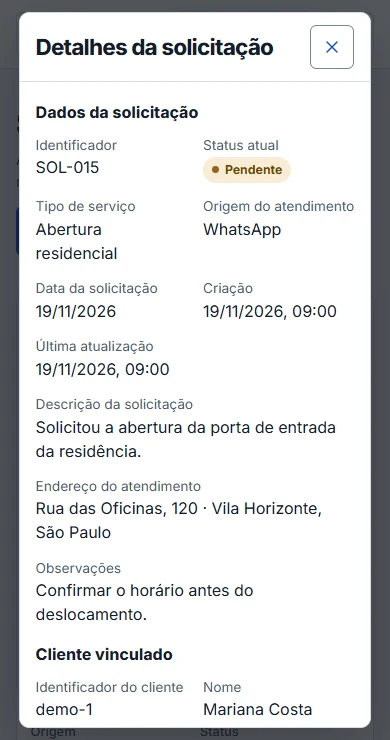 Detalhes da solicitação
Dados da solicitação
Identificador
SOL-015
Status atual
Pendente
Tipo de serviço
Abertura
residencial
Origem do atendimento
WhatsApp
Data da solicitação
19/11/2026
Criação
19/11/2026, 09:00
Última atualização
19/11/2026, 09:00
Descrição da solicitação
Solicitou a abertura da porta de entrada
da residência.
Endereço do atendimento
Rua das Oficinas, 120 · Vila Horizonte,
São Paulo
Observações
Confirmar o horário antes do
deslocamento.
Cliente vinculado
Identificador do cliente
demo-1
Nome
Mariana Costa
Origem
Status